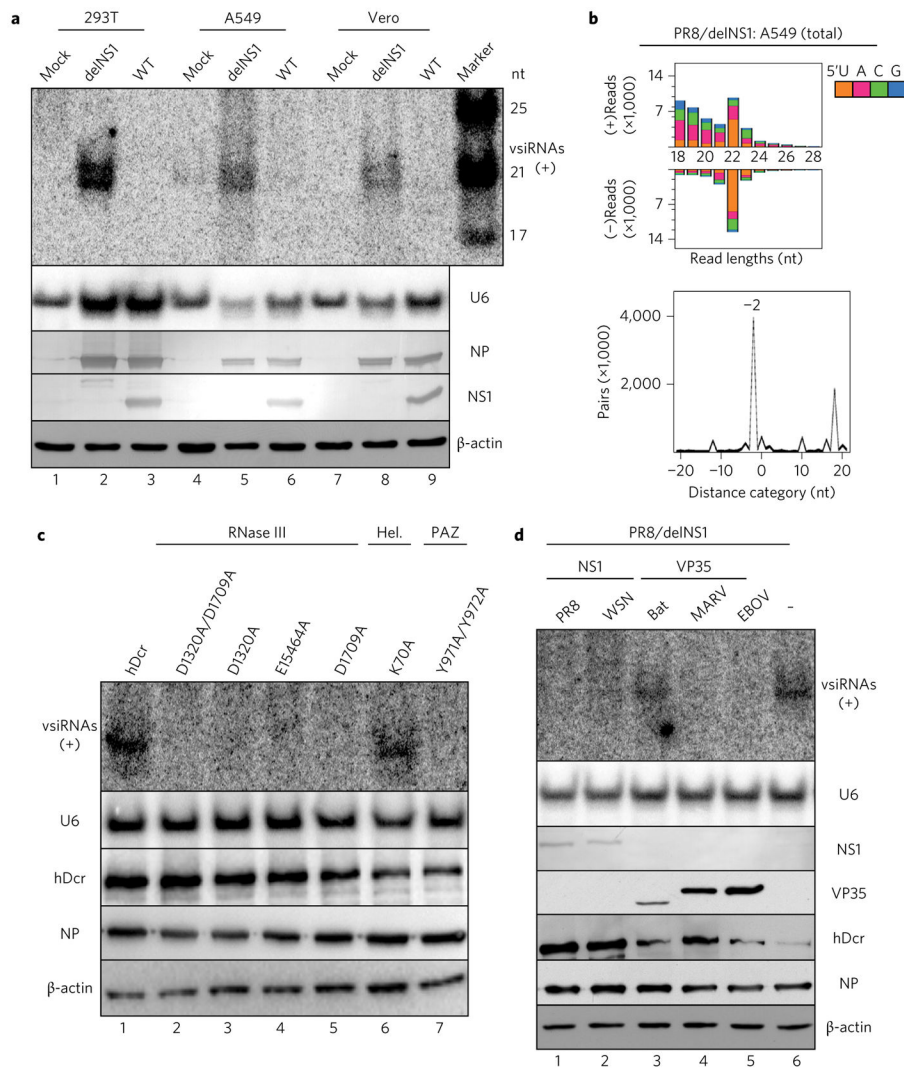 a
293T A549 Vero
Mock delNS1 WT Mock delNS1 WT Mock delNS1 WT Marker nt
25
vsiRNAs
(+)
21
17
U6
NP
NS1
β-actin
1 2 3 4 5 6 7 8 9
b
PR8/delNS1: A549 (total)
5'U A C G
14
7
(+)Reads
(×1,000)
18 20 22 24 26 28
7
14
(−)Reads
(×1,000)
Read lengths (nt)
−2
4,000
2,000
Pairs (×1,000)
−20 −10 0 10 20
Distance category (nt)
c
RNase III Hel. PAZ
hDcr D1320A/D1709A D1320A E15464A D1709A K70A Y971A/Y972A
vsiRNAs
(+)
U6
hDcr
NP
β-actin
1 2 3 4 5 6 7
d
PR8/delNS1
NS1 VP35
PR8 WSN Bat MARV EBOV -
vsiRNAs
(+)
U6
NS1
VP35
hDcr
NP
β-actin
1 2 3 4 5 6